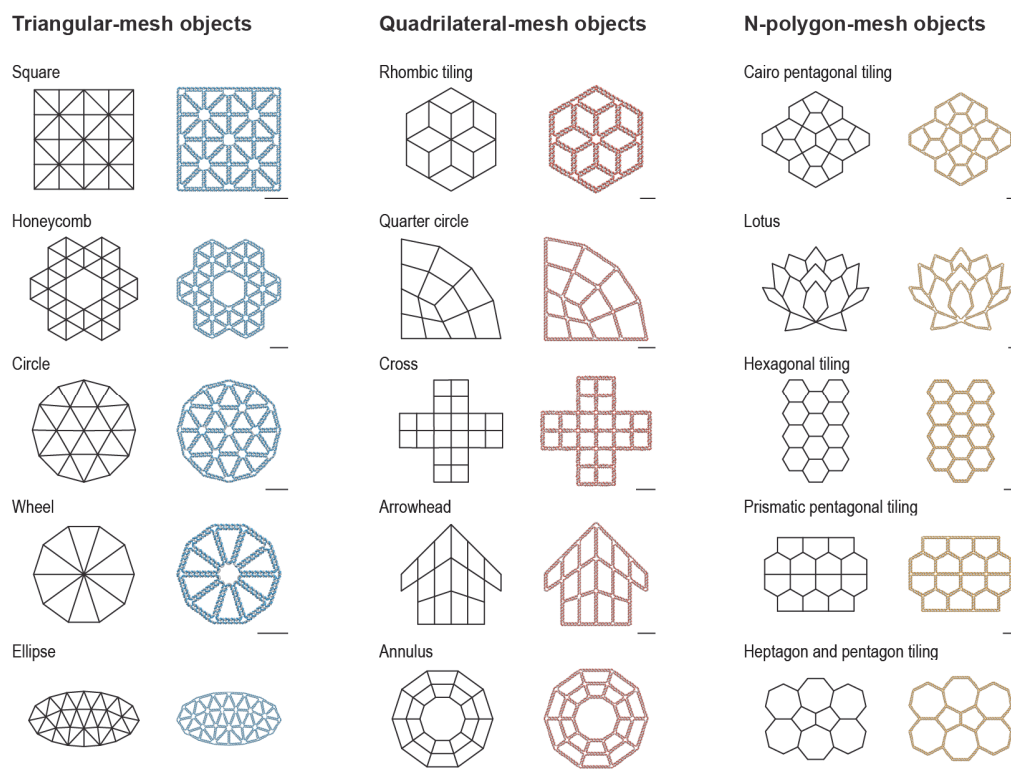 Triangular-mesh objects
Quadrilateral-mesh objects
N-polygon-mesh objects
Square
Rhombic tiling
Cairo pentagonal tiling
Honeycomb
Quarter circle
Lotus
Circle
Cross
Hexagonal tiling
Wheel
Arrowhead
Prismatic pentagonal tiling
Ellipse
Annulus
Heptagon and pentagon tiling